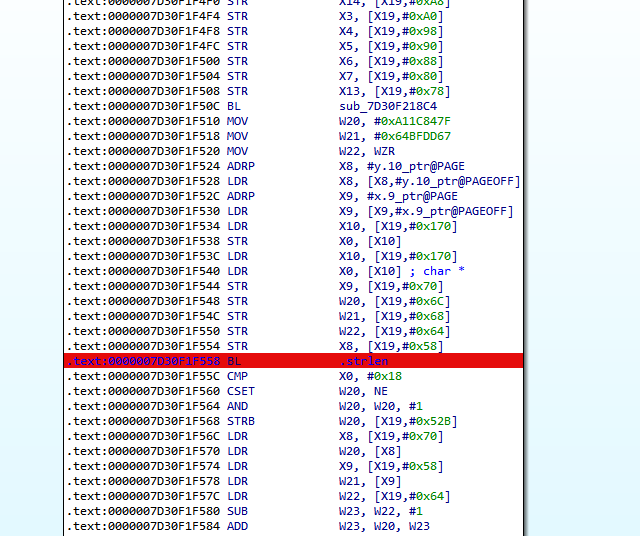 .text:0000007D30F1F4F0 STR X14, [X19,#0xA8]
.text:0000007D30F1F4F4 STR X3, [X19,#0xA0]
.text:0000007D30F1F4F8 STR X4, [X19,#0x98]
.text:0000007D30F1F4FC STR X5, [X19,#0x90]
.text:0000007D30F1F500 STR X6, [X19,#0x88]
.text:0000007D30F1F504 STR X7, [X19,#0x80]
.text:0000007D30F1F508 STR X13, [X19,#0x78]
.text:0000007D30F1F50C BL sub_7D30F218C4
.text:0000007D30F1F510 MOV W20, #0xA11C847F
.text:0000007D30F1F518 MOV W21, #0x64BFDD67
.text:0000007D30F1F520 MOV W22, WZR
.text:0000007D30F1F524 ADRP X8, #y.10_ptr@PAGE
.text:0000007D30F1F528 LDR X8, [X8,#y.10_ptr@PAGEOFF]
.text:0000007D30F1F52C ADRP X9, #x.9_ptr@PAGE
.text:0000007D30F1F530 LDR X9, [X9,#x.9_ptr@PAGEOFF]
.text:0000007D30F1F534 LDR X10, [X19,#0x170]
.text:0000007D30F1F538 STR X0, [X10]
.text:0000007D30F1F53C LDR X10, [X19,#0x170]
.text:0000007D30F1F540 LDR X0, [X10] ; char *
.text:0000007D30F1F544 STR X9, [X19,#0x70]
.text:0000007D30F1F548 STR W20, [X19,#0x6C]
.text:0000007D30F1F54C STR W21, [X19,#0x68]
.text:0000007D30F1F550 STR W22, [X19,#0x64]
.text:0000007D30F1F554 STR X8, [X19,#0x58]
.text:0000007D30F1F558 BL .strlen
.text:0000007D30F1F55C CMP X0, #0x18
.text:0000007D30F1F560 CSET W20, NE
.text:0000007D30F1F564 AND W20, W20, #1
.text:0000007D30F1F568 STRB W20, [X19,#0x52B]
.text:0000007D30F1F56C LDR X8, [X19,#0x70]
.text:0000007D30F1F570 LDR W20, [X8]
.text:0000007D30F1F574 LDR X9, [X19,#0x58]
.text:0000007D30F1F578 LDR W21, [X9]
.text:0000007D30F1F57C LDR W22, [X19,#0x64]
.text:0000007D30F1F580 SUB W23, W22, #1
.text:0000007D30F1F584 ADD W23, W20, W23